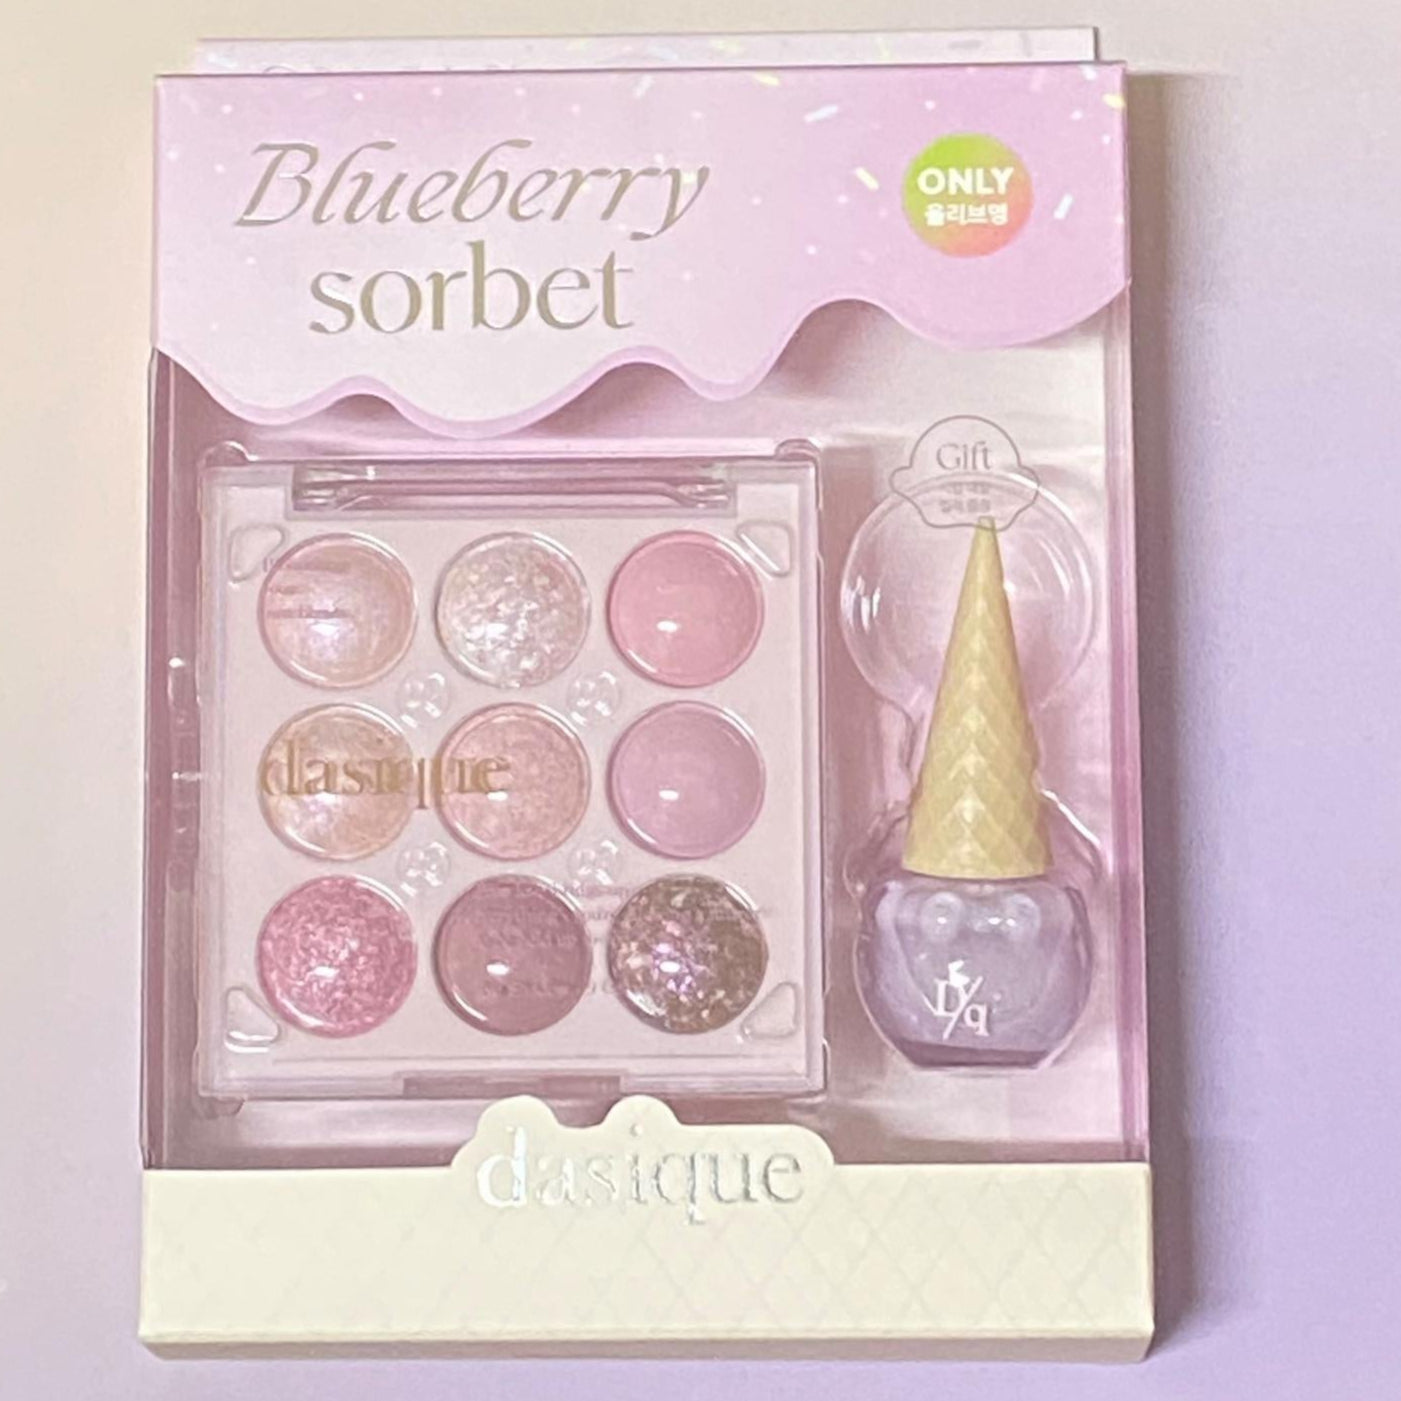 Blueberry
sorbet
ONLY
올리브영
Gift
dasique
D/q
dasique